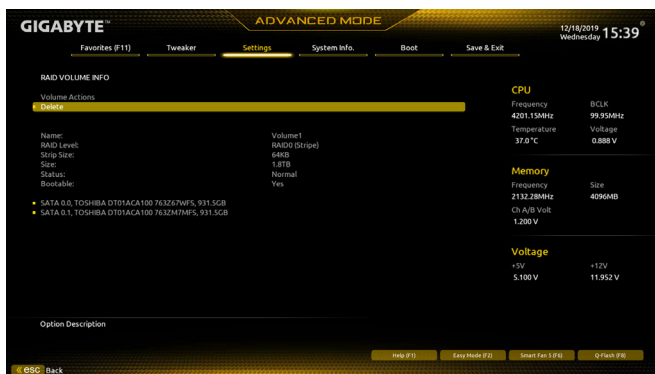 GIGABYTE™
ADVANCED MODE
12/18/2019
Wednesday 15:39
Favorites (F11) Tweaker Settings System Info. Boot Save & Exit
RAID VOLUME INFO
Volume Actions
Delete
Name: Volume1
RAID Level: RAID0 (Stripe)
Strip Size: 64KB
Size: 1.8TB
Status: Normal
Bootable: Yes
SATA 0.0, TOSHIBA DT01ACA100 763Z67WFS, 931.5GB
SATA 0.1, TOSHIBA DT01ACA100 763ZM7MFS, 931.5GB
CPU
Frequency BCLK
4201.15MHz 99.95MHz
Temperature Voltage
37.0 °C 0.888 V
Memory
Frequency Size
2132.28MHz 4096MB
Ch A/B Volt
1.200 V
Voltage
+5V +12V
5.100 V 11.952 V
Option Description
Help (F1) Easy Mode (F2) Smart Fan 5 (F6) Q-Flash (F8)
esc Back